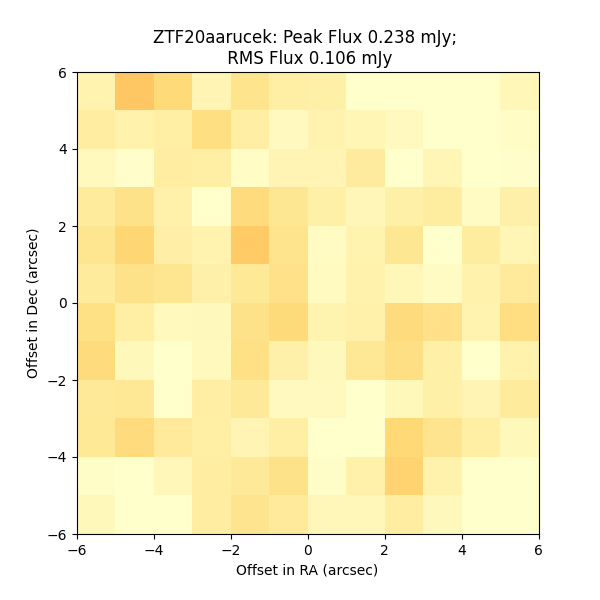 ZTF20aarucek: Peak Flux 0.238 mJy;
RMS Flux 0.106 mJy
6
4
2
0
−2
−4
−6
Offset in Dec (arcsec)
−6 −4 −2 0 2 4 6
Offset in RA (arcsec)